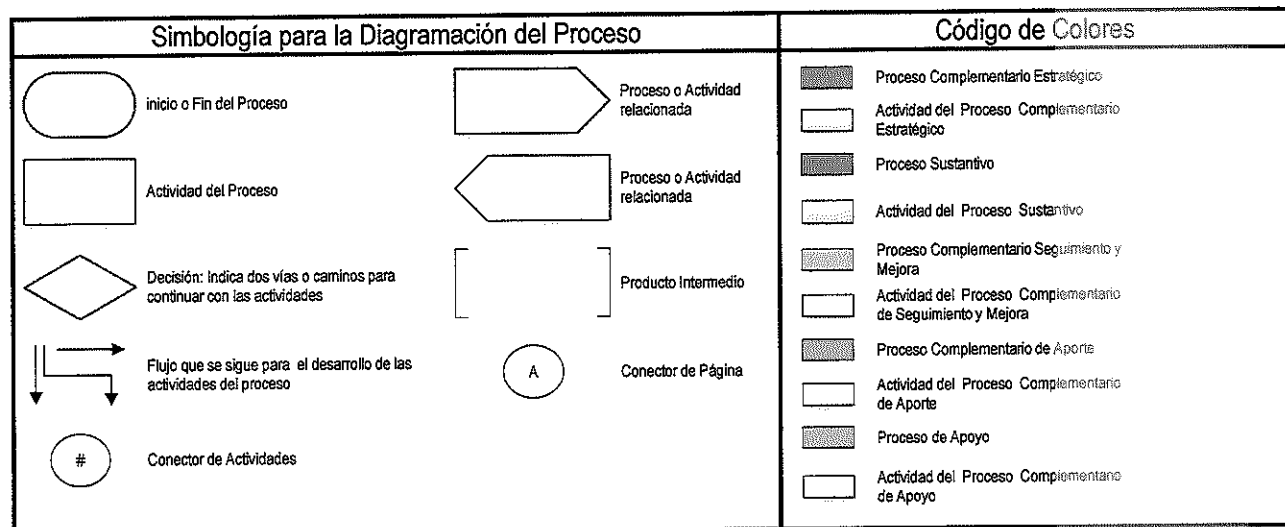 Simbología para la Diagramación del Proceso
inicio o Fin del Proceso
Actividad del Proceso
Decisión: Indica dos vías o caminos para
continuar con las actividades
Flujo que se sigue para el desarrollo de las
actividades del proceso
#
Conector de Actividades
Proceso o Actividad
relacionada
Proceso o Actividad
relacionada
Producto Intermedio
A
Conector de Página
Código de Colores
Proceso Complementario Estratégico
Actividad del Proceso Complementario
Estratégico
Proceso Sustantivo
Actividad del Proceso Sustantivo
Proceso Complementario Seguimiento y
Mejora
Actividad del Proceso Complementario
de Seguimiento y Mejora
Proceso Complementario de Aporte
Actividad del Proceso Complementario
de Aporte
Proceso de Apoyo
Actividad del Proceso Complementario
de Apoyo